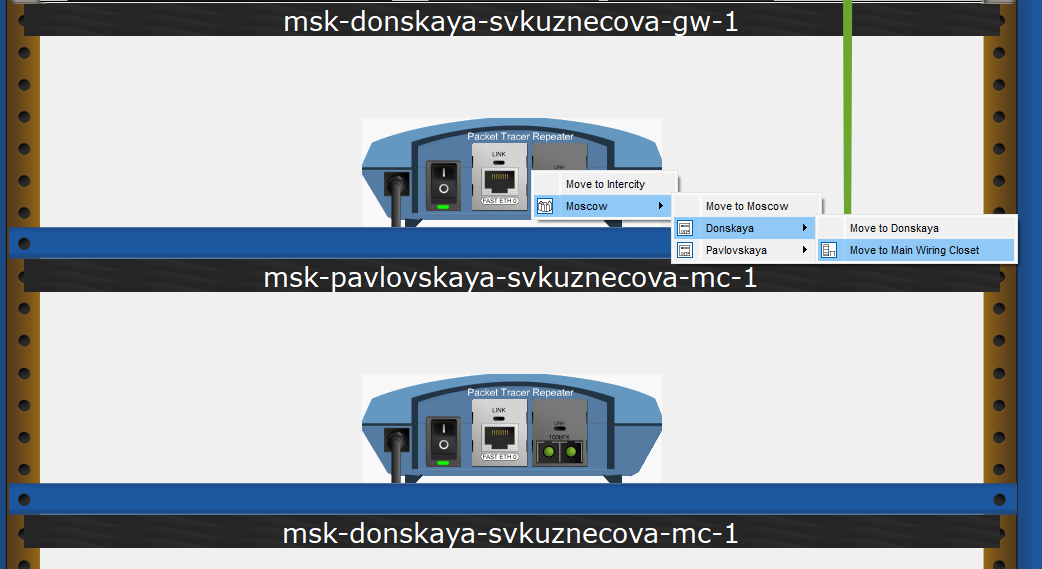 msk-donskaya-svkuznecova-gw-1
Packet Tracer Repeater
LINK
LINK
FAST ETH 0
Move to Intercity
Moscow
Move to Moscow
Donskaya
Pavlovskaya
Move to Donskaya
Move to Main Wiring Closet
msk-pavlovskaya-svkuznecova-mc-1
Packet Tracer Repeater
LINK
LINK
100bFX
FAST ETH 0
msk-donskaya-svkuznecova-mc-1